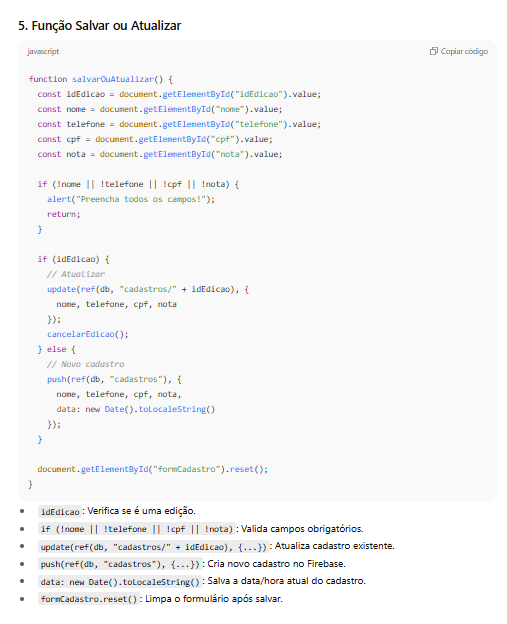 5. Função Salvar ou Atualizar
javascript
Copiar código
function salvarOuAtualizar() {
  const idEdicao = document.getElementById("idEdicao").value;
  const nome = document.getElementById("nome").value;
  const telefone = document.getElementById("telefone").value;
  const cpf = document.getElementById("cpf").value;
  const nota = document.getElementById("nota").value;

  if (!nome || !telefone || !cpf || !nota) {
    alert("Preencha todos os campos!");
    return;
  }

  if (idEdicao) {
    // Atualizar
    update(ref(db, "cadastros/" + idEdicao), {
      nome, telefone, cpf, nota
    });
    cancelarEdicao();
  } else {
    // Novo cadastro
    push(ref(db, "cadastros"), {
      nome, telefone, cpf, nota,
      data: new Date().toLocaleString()
    });
  }

  document.getElementById("formCadastro").reset();
}
• idEdicao: Verifica se é uma edição.
• if (!nome || !telefone || !cpf || !nota): Valida campos obrigatórios.
• update(ref(db, "cadastros/" + idEdicao), {...}): Atualiza cadastro existente.
• push(ref(db, "cadastros"), {...}): Cria novo cadastro no Firebase.
• data: new Date().toLocaleString(): Salva a data/hora atual do cadastro.
• formCadastro.reset(): Limpa o formulário após salvar.